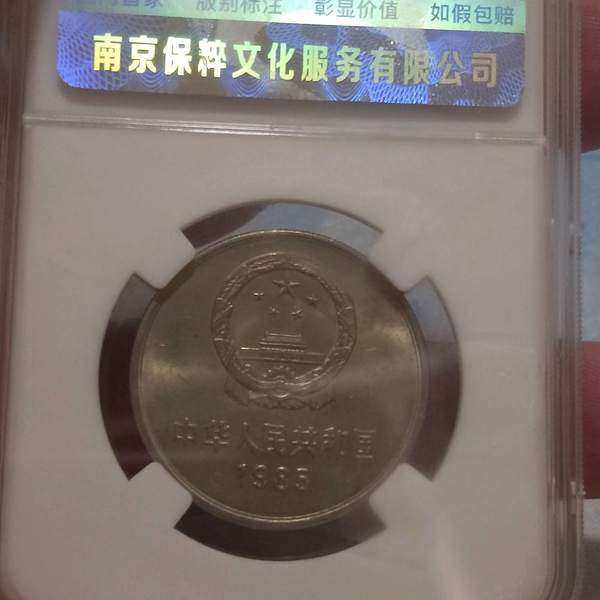 版别标注 彰显价值 如假包赔
南京保粹文化服务有限公司
中华人民共和国
1985